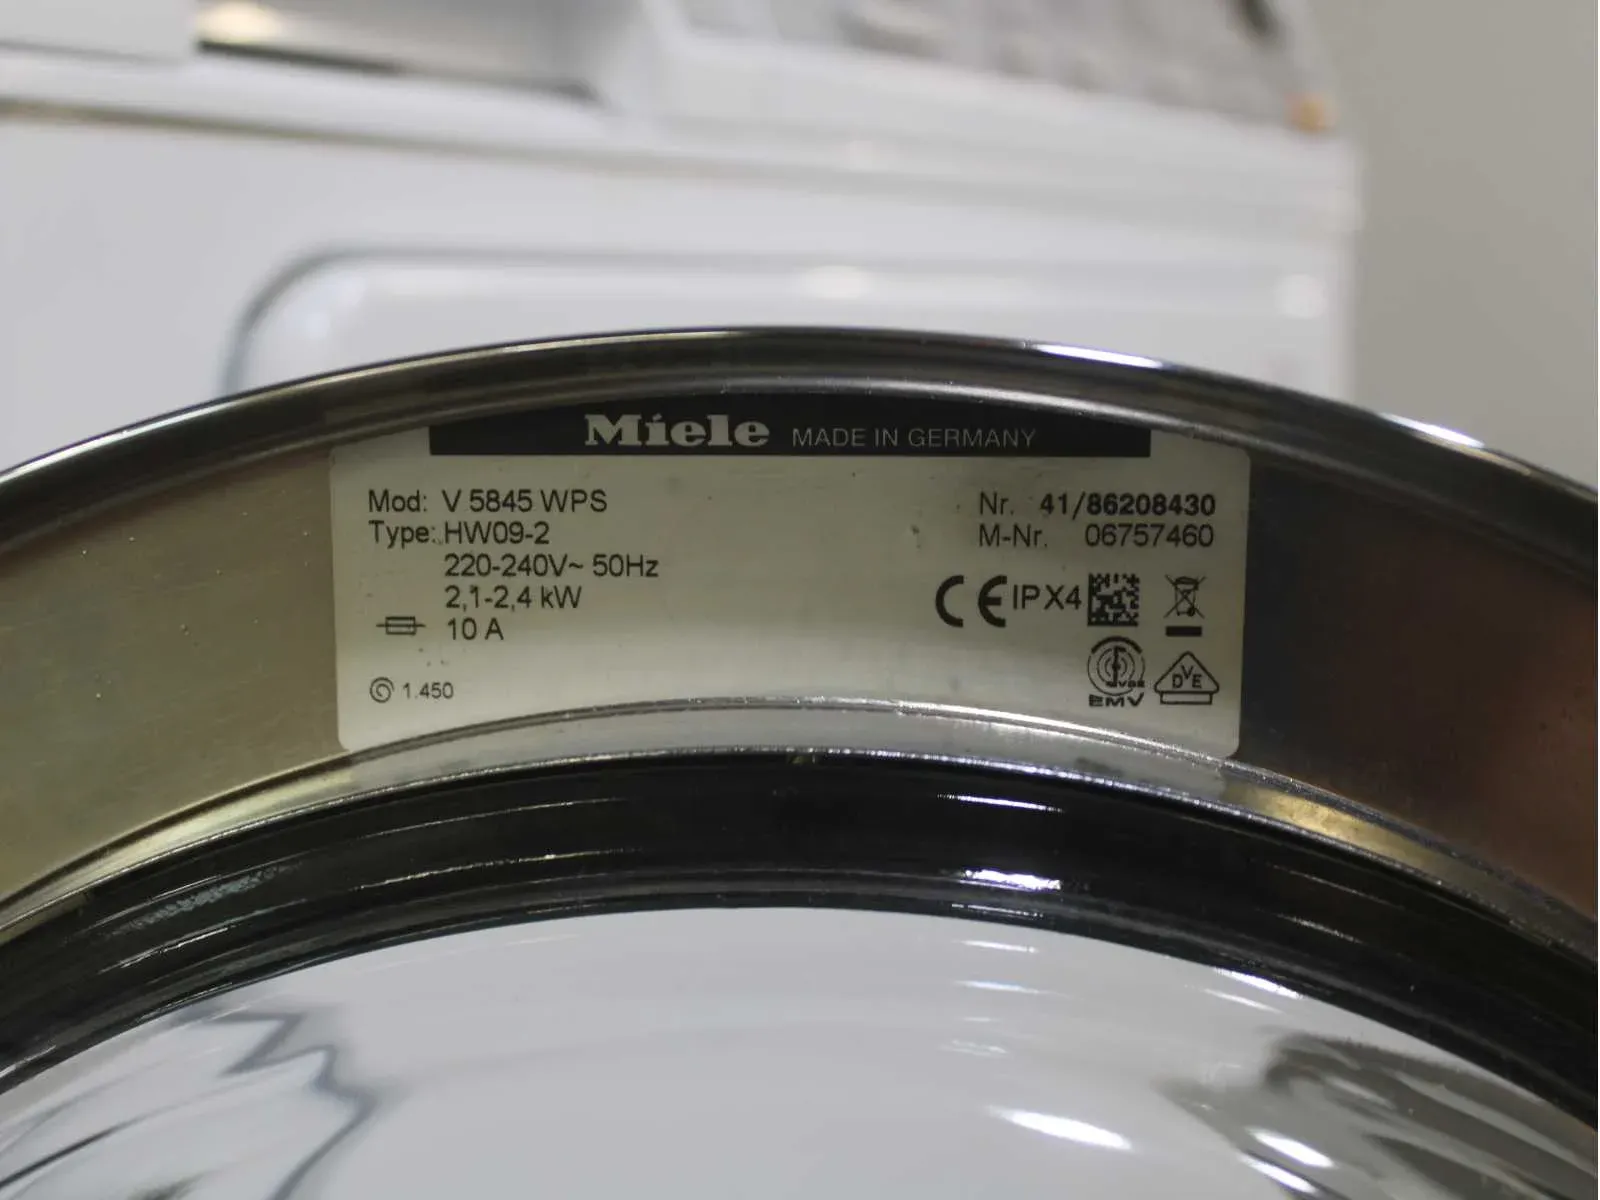 Miele MADE IN GERMANY
Mod: V 5845 WPS
Type: HW09-2
220-240V~ 50Hz
2,1-2,4 kW
10 A
1.450
Nr. 41/86208430
M-Nr. 06757460
CE IPX4
EMV
DVE